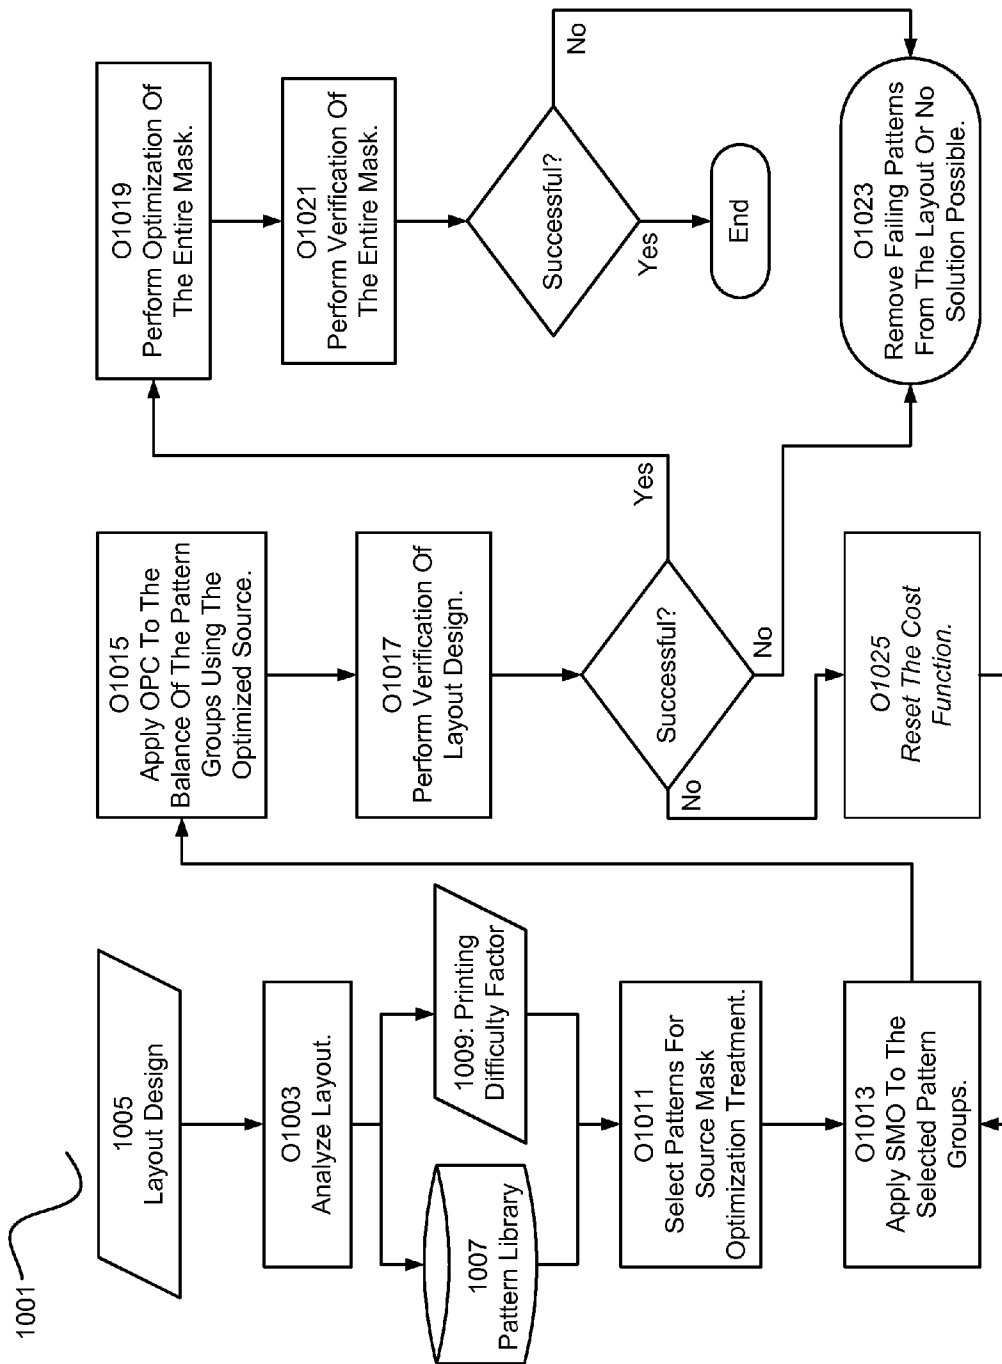 1001
1005
Layout Design
O1003
Analyze Layout.
1007
Pattern Library
1009: Printing
Difficulty Factor
O1011
Select Patterns For
Source Mask
Optimization Treatment.
O1013
Apply SMO To The
Selected Pattern
Groups.
O1015
Apply OPC To The
Balance Of The Pattern
Groups Using The
Optimized Source.
O1017
Perform Verification Of
Layout Design.
Successful?
Yes
No
No
O1025
Reset The Cost
Function.
O1019
Perform Optimization Of
The Entire Mask.
O1021
Perform Verification Of
The Entire Mask.
Successful?
No
Yes
End
O1023
Remove Failing Patterns
From The Layout Or No
Solution Possible.